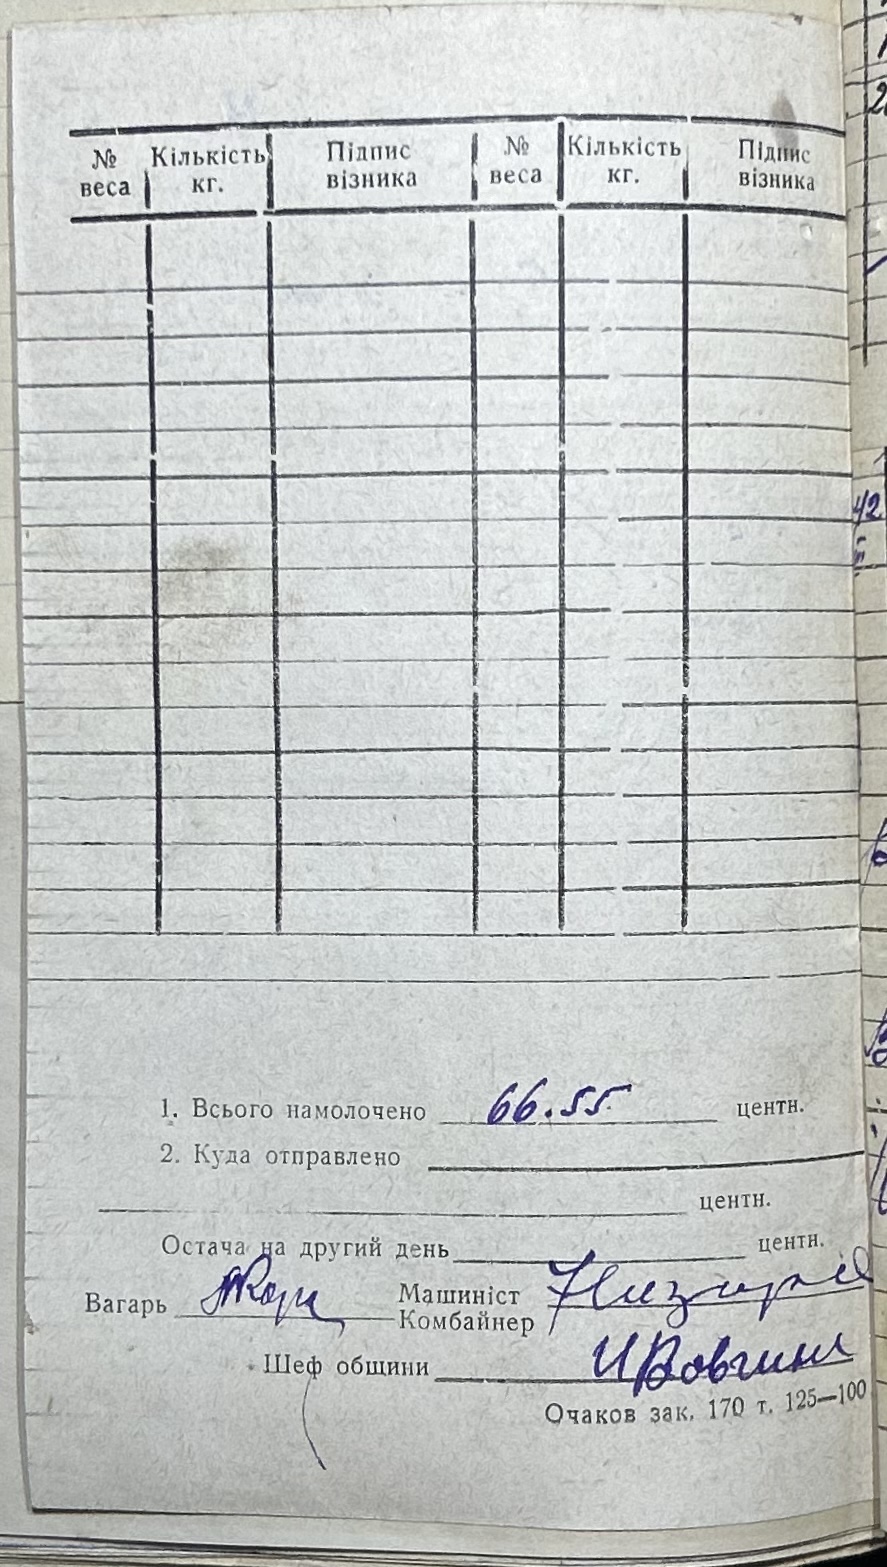 № веса | Кількість кг. | Підпис візника | № веса | Кількість кг. | Підпис візника
1. Всього намолочено 66.55 центн.
2. Куда отправлено
центн.
Остача на другий день центн.
Вагарь
Машиніст
Комбайнер
Шеф общини
Очаков зак. 170 т. 125—100